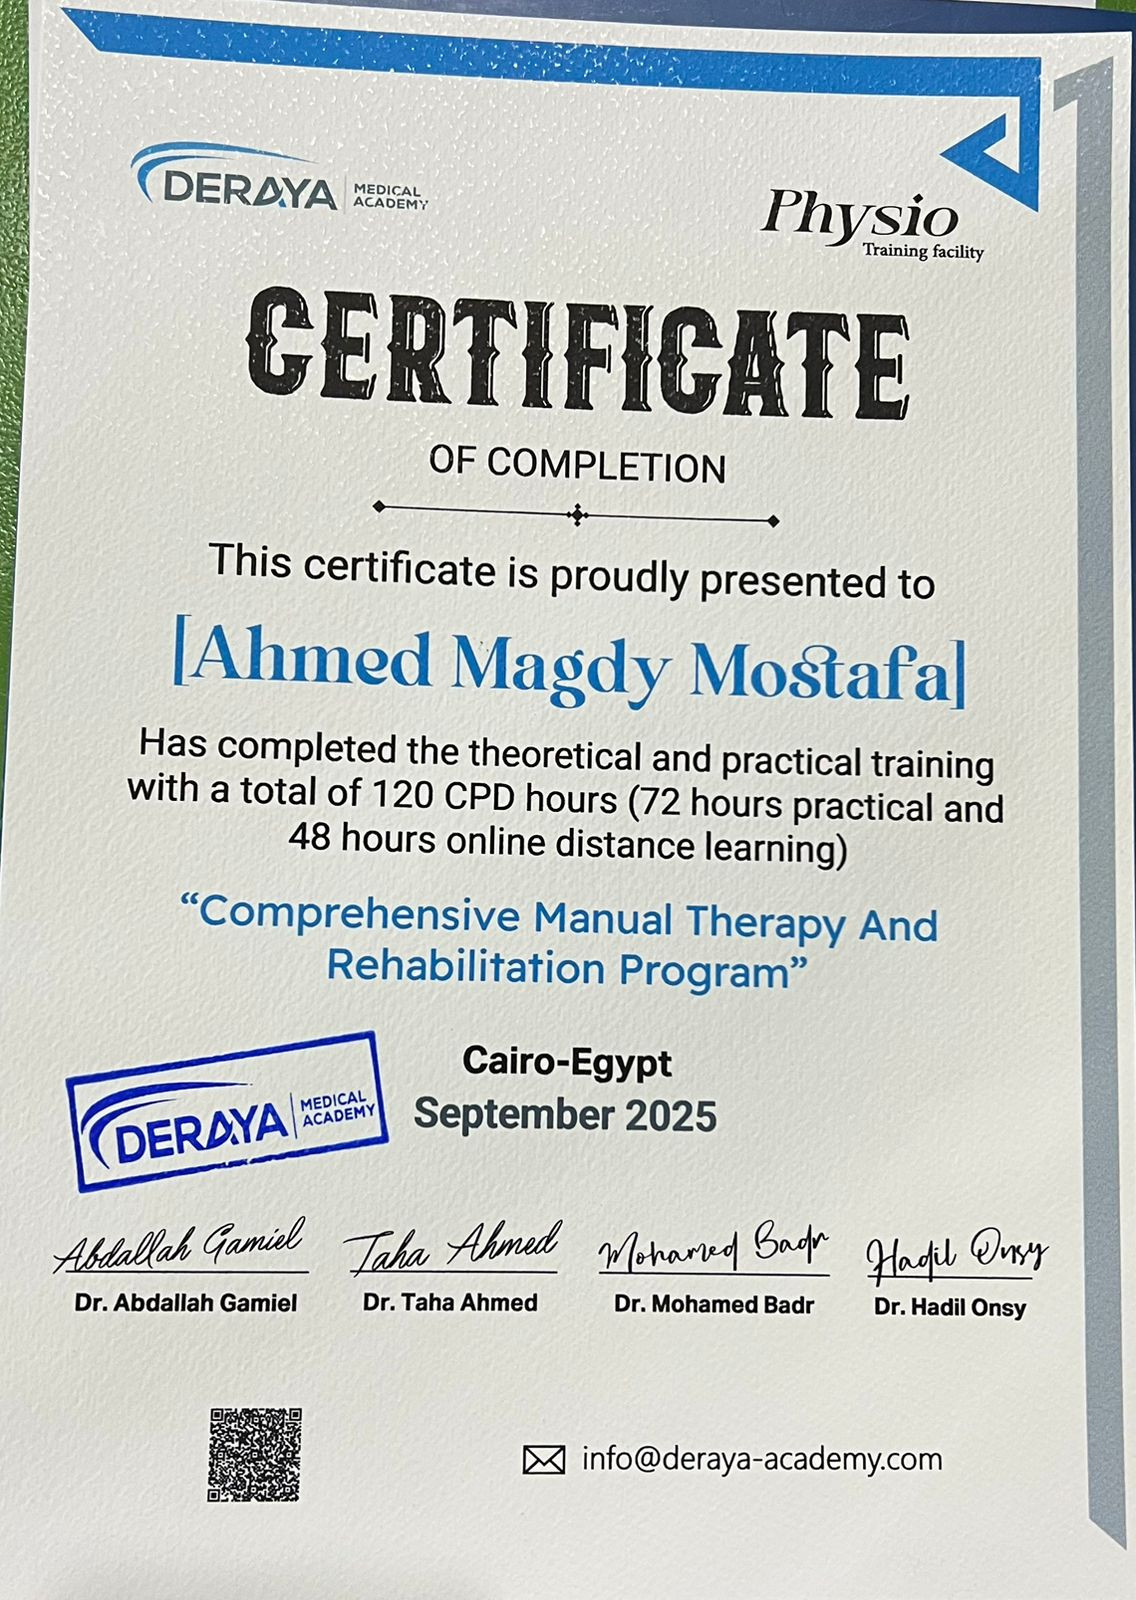 DERAYA MEDICAL ACADEMY
Physio
Training facility
CERTIFICATE
OF COMPLETION
This certificate is proudly presented to
[Ahmed Magdy Mostafa]
Has completed the theoretical and practical training
with a total of 120 CPD hours (72 hours practical and
48 hours online distance learning)
“Comprehensive Manual Therapy And
Rehabilitation Program”
Cairo-Egypt
September 2025
DERAYA MEDICAL ACADEMY
Abdallah Gamiel Taha Ahmed Mohamed Badr Hadil Onsy
Dr. Abdallah Gamiel Dr. Taha Ahmed Dr. Mohamed Badr Dr. Hadil Onsy
info@deraya-academy.com